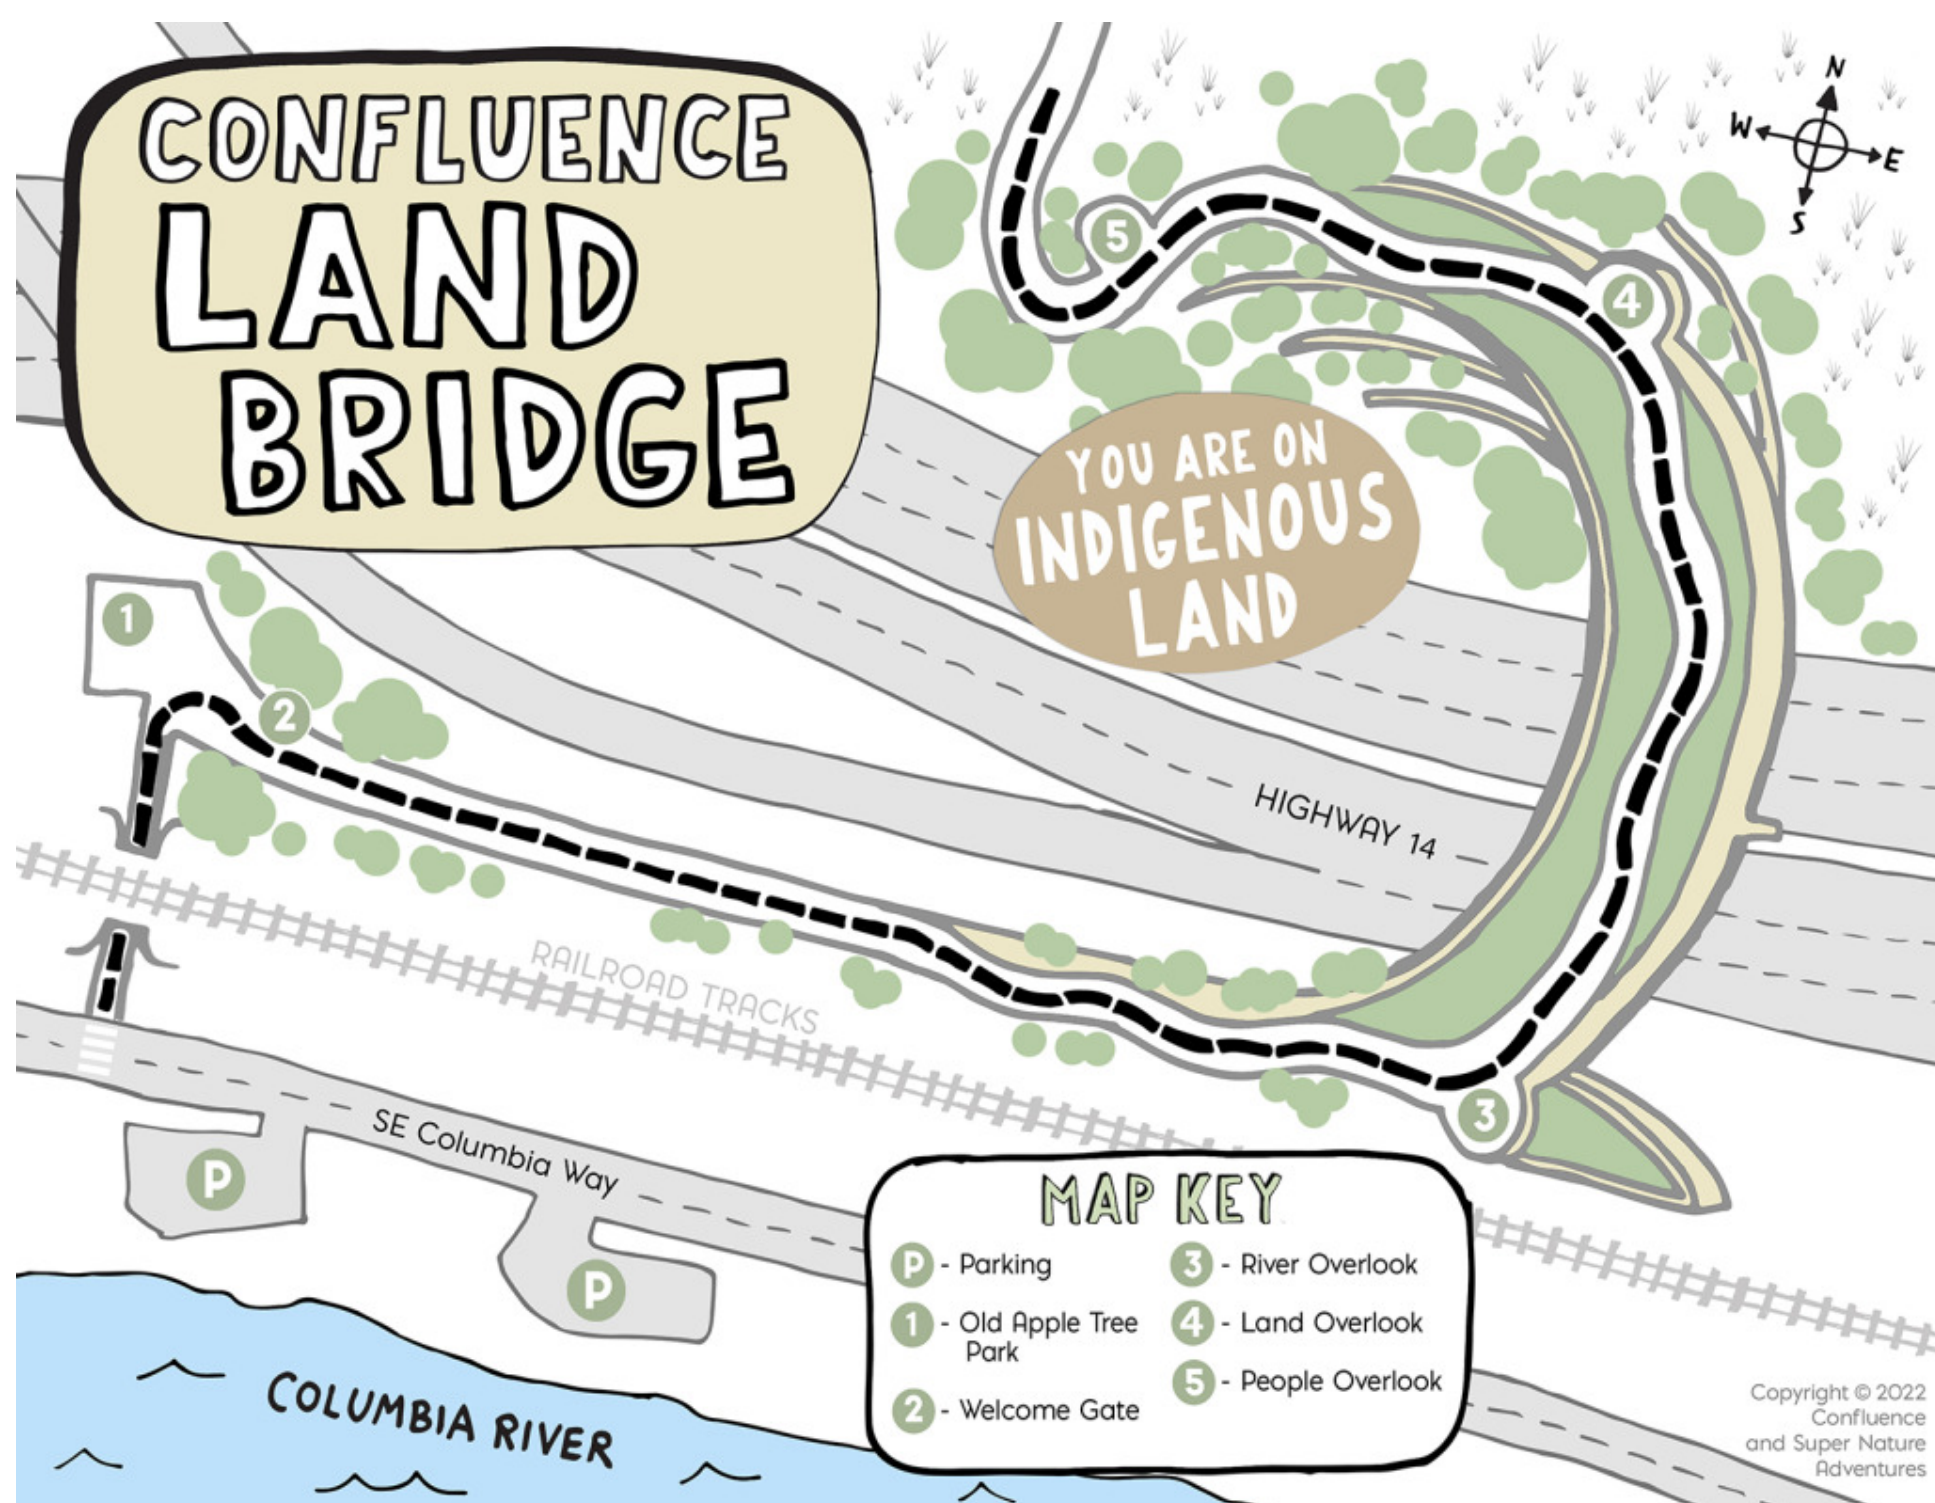 CONFLUENCE
LAND
BRIDGE
N
W
E
S
5
4
YOU ARE ON
INDIGENOUS
LAND
1
2
HIGHWAY 14
RAILROAD TRACKS
3
SE Columbia Way
P
P
COLUMBIA RIVER
MAP KEY
P - Parking
1 - Old Apple Tree
Park
2 - Welcome Gate
3 - River Overlook
4 - Land Overlook
5 - People Overlook
Copyright © 2022
Confluence
and Super Nature
Adventures